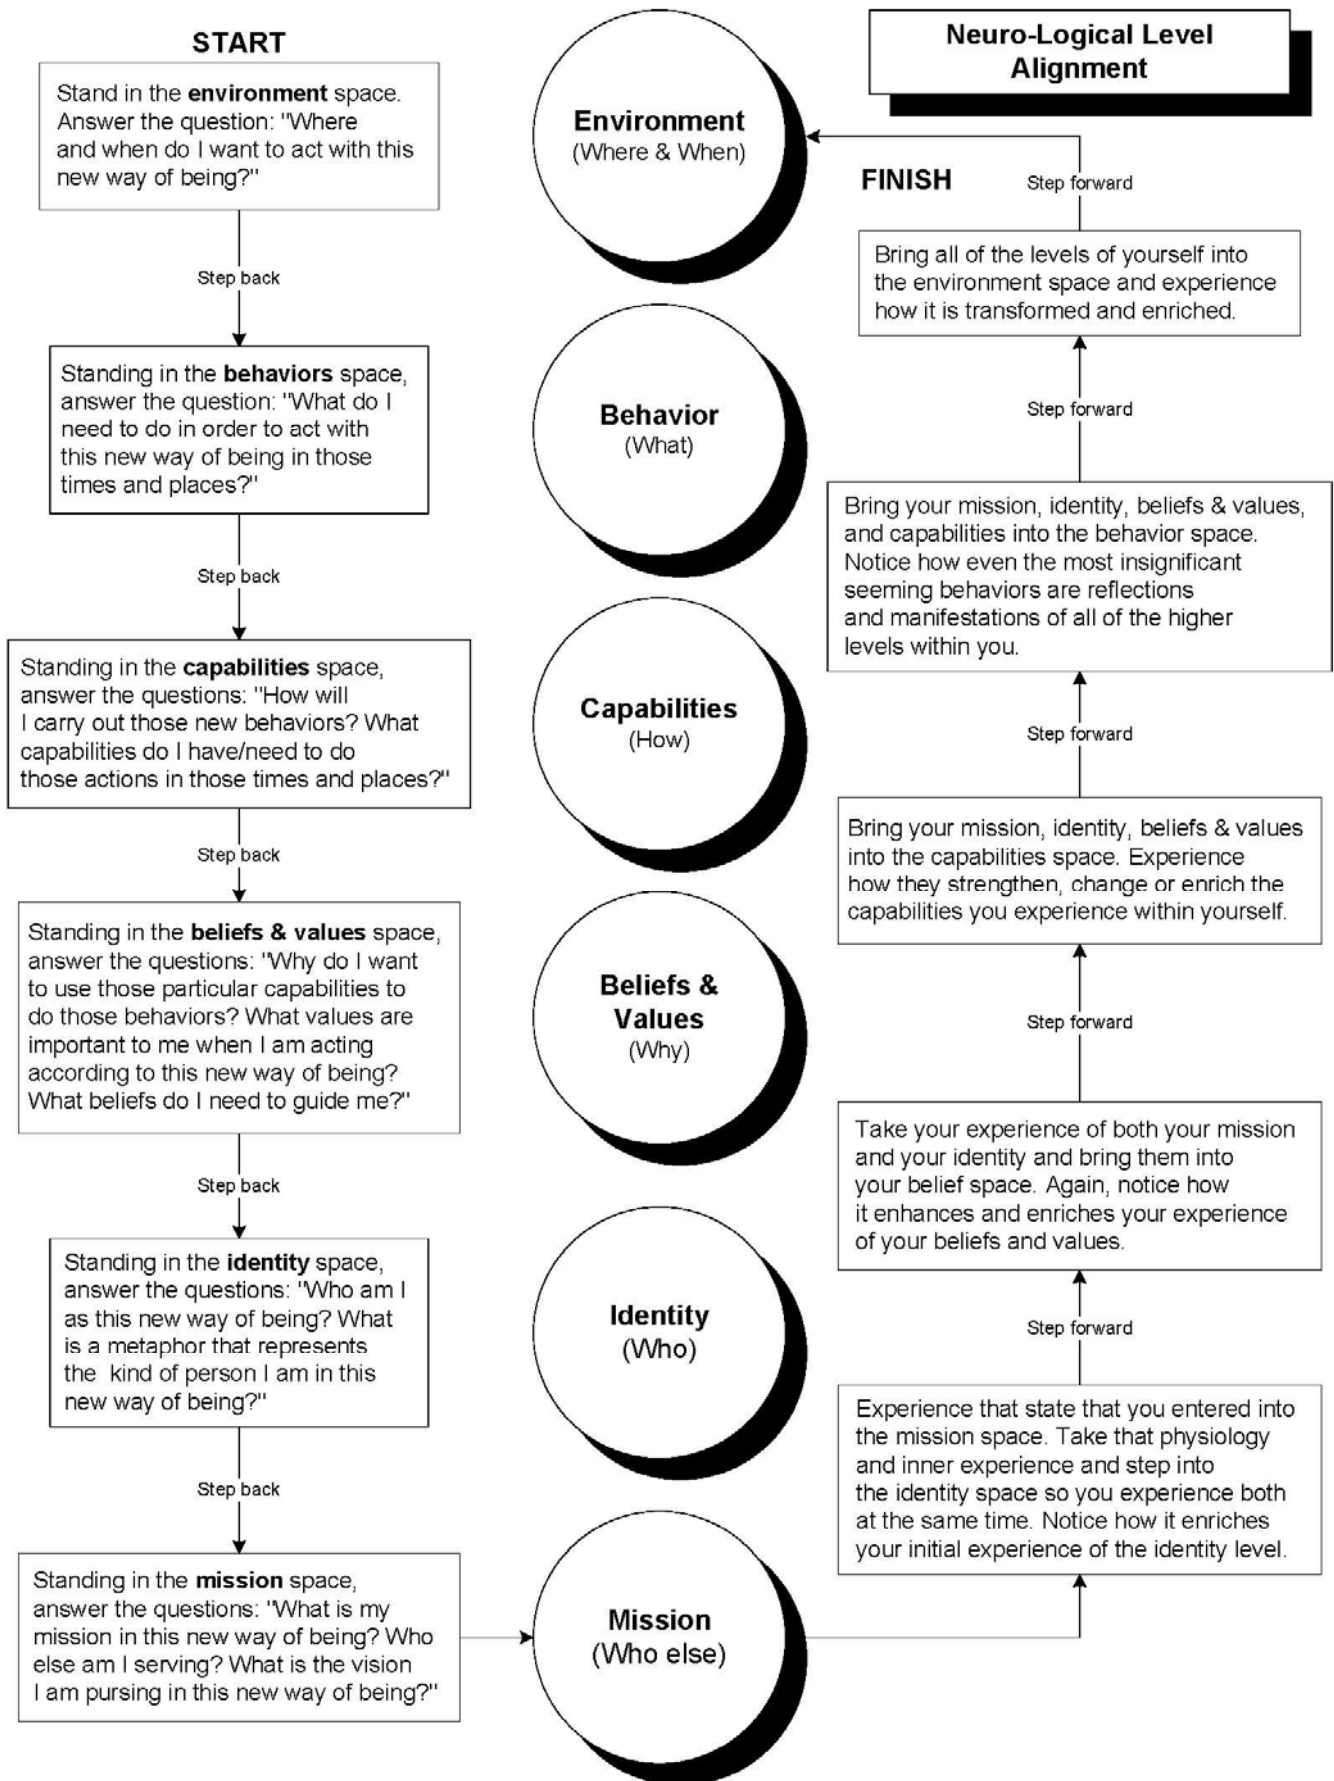 START
Stand in the environment space.
Answer the question: "Where
and when do I want to act with this
new way of being?"
Step back
Standing in the behaviors space,
answer the question: "What do I
need to do in order to act with
this new way of being in those
times and places?"
Step back
Standing in the capabilities space,
answer the questions: "How will
I carry out those new behaviors? What
capabilities do I have/need to do
those actions in those times and places?"
Step back
Standing in the beliefs & values space,
answer the questions: "Why do I want
to use those particular capabilities to
do those behaviors? What values are
important to me when I am acting
according to this new way of being?
What beliefs do I need to guide me?"
Step back
Standing in the identity space,
answer the questions: "Who am I
as this new way of being? What
is a metaphor that represents
the kind of person I am in this
new way of being?"
Step back
Standing in the mission space,
answer the questions: "What is my
mission in this new way of being? Who
else am I serving? What is the vision
I am pursing in this new way of being?"
Environment
(Where & When)
Behavior
(What)
Capabilities
(How)
Beliefs &
Values
(Why)
Identity
(Who)
Mission
(Who else)
Neuro-Logical Level
Alignment
FINISH
Step forward
Bring all of the levels of yourself into
the environment space and experience
how it is transformed and enriched.
Step forward
Bring your mission, identity, beliefs & values,
and capabilities into the behavior space.
Notice how even the most insignificant
seeming behaviors are reflections
and manifestations of all of the higher
levels within you.
Step forward
Bring your mission, identity, beliefs & values
into the capabilities space. Experience
how they strengthen, change or enrich the
capabilities you experience within yourself.
Step forward
Take your experience of both your mission
and your identity and bring them into
your belief space. Again, notice how
it enhances and enriches your experience
of your beliefs and values.
Step forward
Experience that state that you entered into
the mission space. Take that physiology
and inner experience and step into
the identity space so you experience both
at the same time. Notice how it enriches
your initial experience of the identity level.